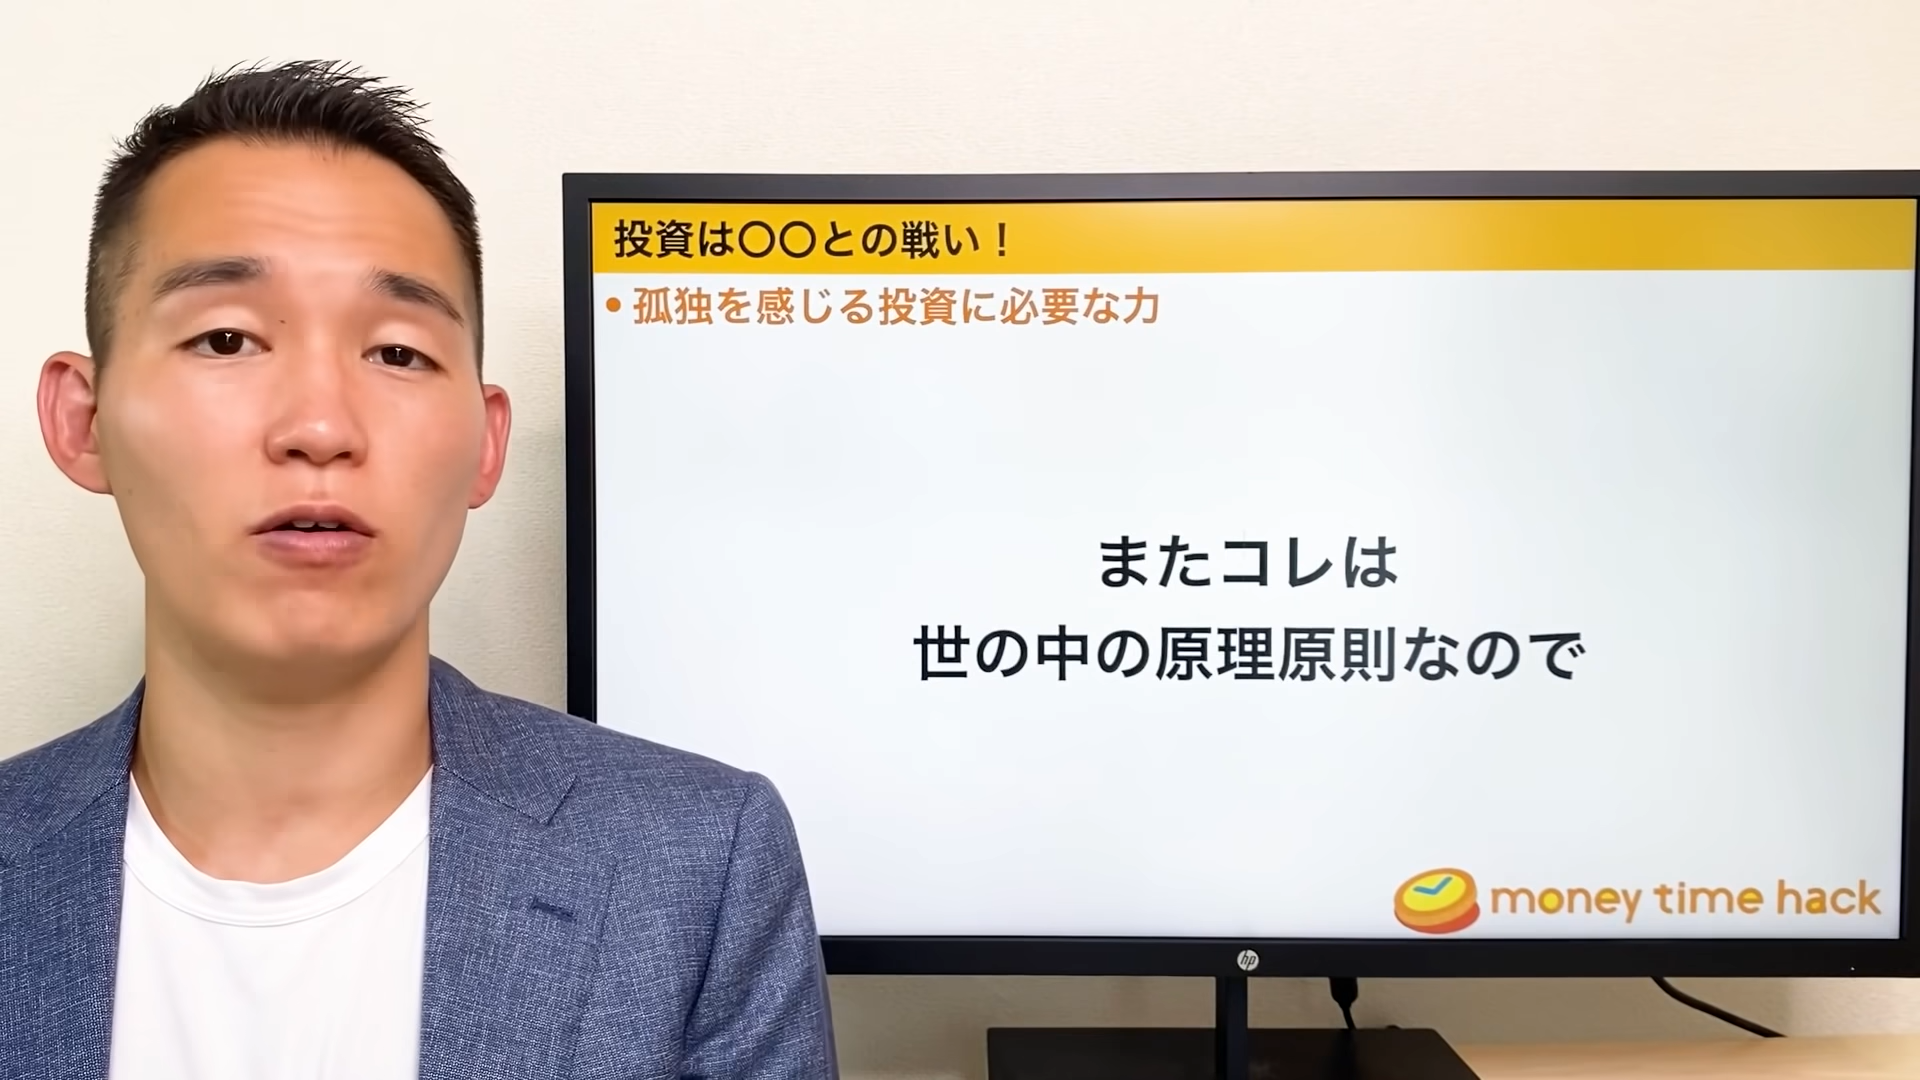 投資は〇〇との戦い！
• 孤独を感じる投資に必要な力
またコレは
世の中の原理原則なので
money time hack
hp